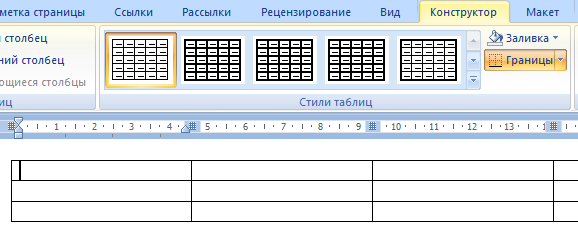 метка страницы Ссылки Рассылки Рецензирование Вид Конструктор Макет
столбец
ний столбец
ющиеся столбцы
Заливка
Границы
иц Стили таблиц
1 2 3 4 5 6 7 8 9 10 11 12 13